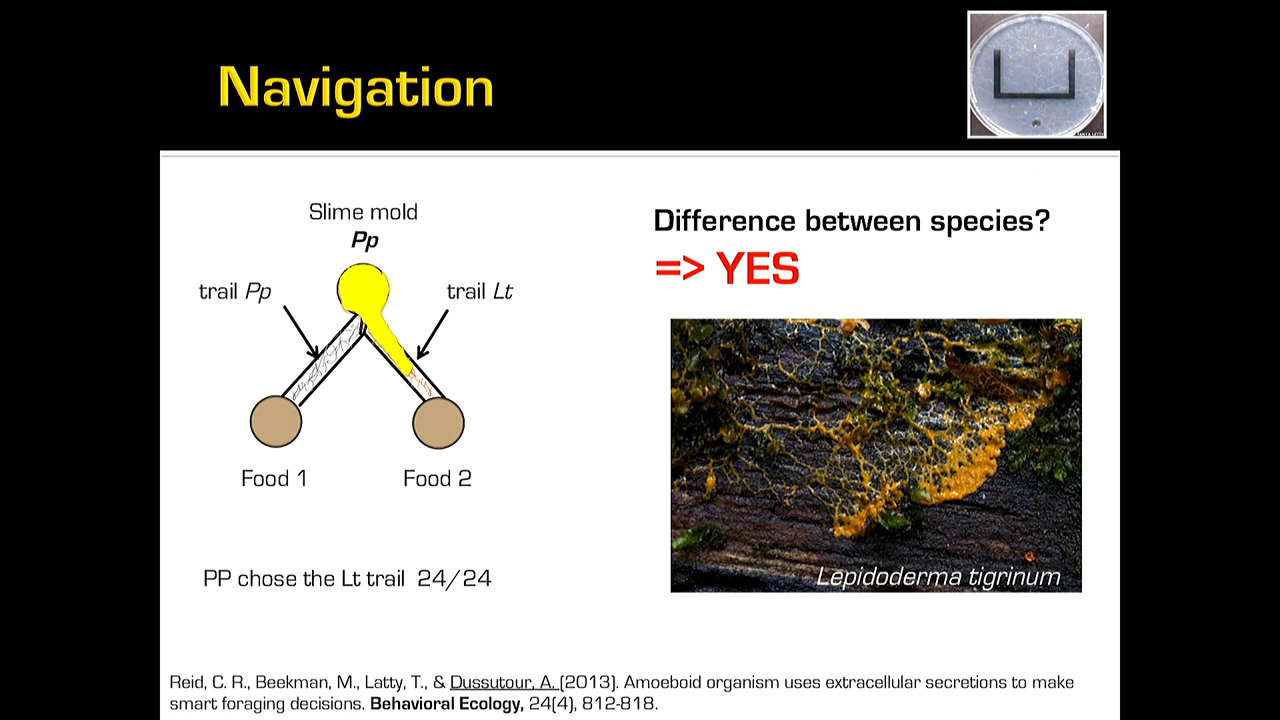 Navigation
Slime mold
Pp
trail Pp
trail Lt
Food 1
Food 2
PP chose the Lt trail 24/24
Difference between species?
=> YES
Lepidoderma tigrinum
Reid, C. R., Beekman, M., Latty, T., & Dussutour, A. (2013). Amoeboid organism uses extracellular secretions to make
smart foraging decisions. Behavioral Ecology, 24(4), 812-818.